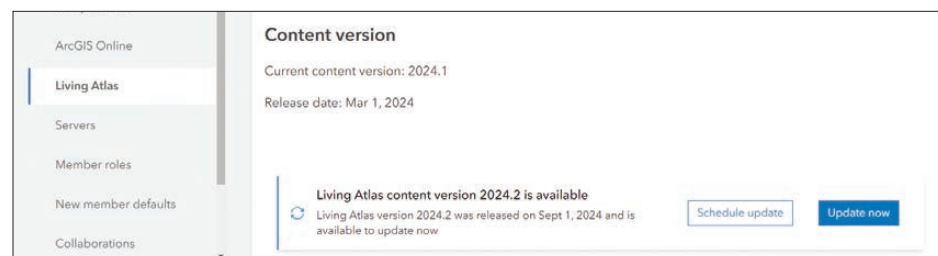 ArcGIS Online
Living Atlas
Servers
Member roles
New member defaults
Collaborations
Content version
Current content version: 2024.1
Release date: Mar 1, 2024
Living Atlas content version 2024.2 is available
Living Atlas version 2024.2 was released on Sept 1, 2024 and is
available to update now
Schedule update
Update now